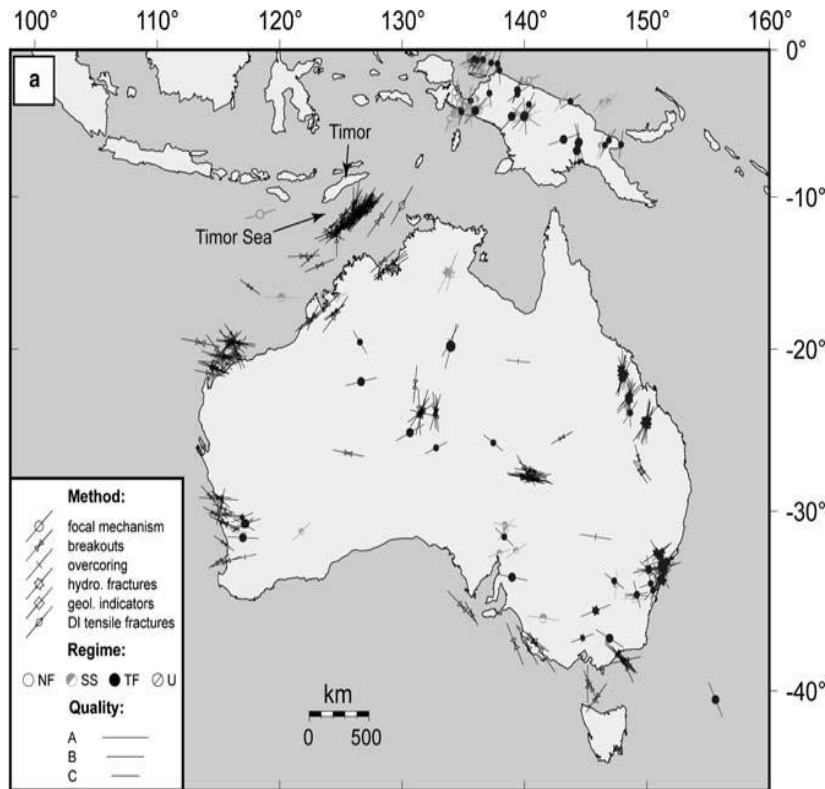 100° 110° 120° 130° 140° 150° 160°
a
0°
Timor
-10°
Timor Sea
-20°
-30°
-40°
Method:
focal mechanism
breakouts
overcoring
hydro. fractures
geol. indicators
DI tensile fractures
Regime:
NF SS TF U
Quality:
A
B
C
km
0 500